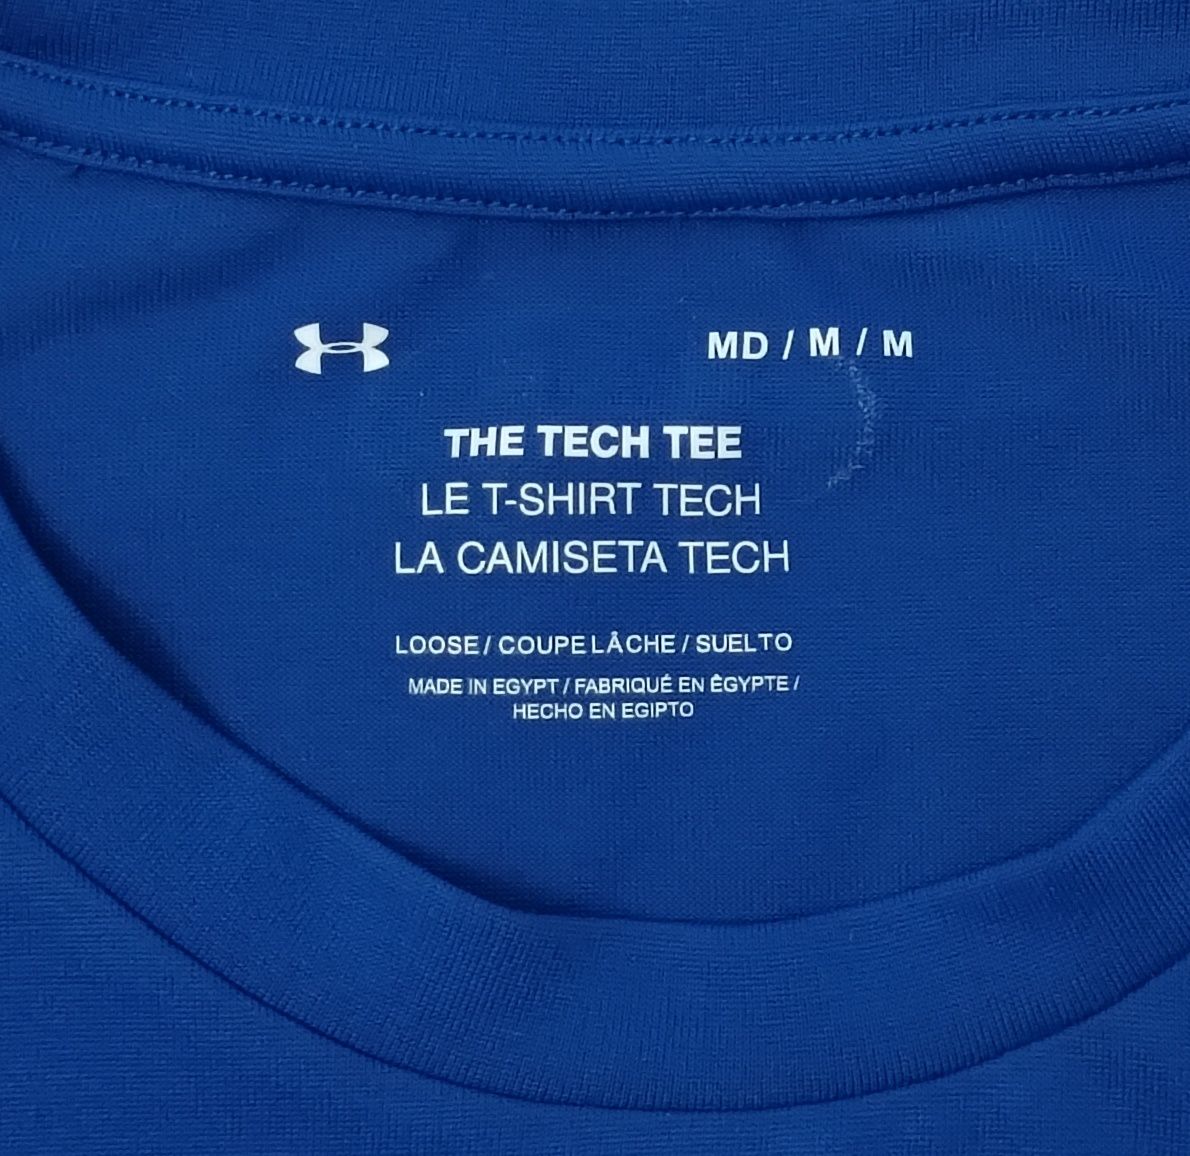 MD / M / M
THE TECH TEE
LE T-SHIRT TECH
LA CAMISETA TECH
LOOSE / COUPE LÂCHE / SUELTO
MADE IN EGYPT / FABRIQUÉ EN ÉGYPTE /
HECHO EN EGIPTO